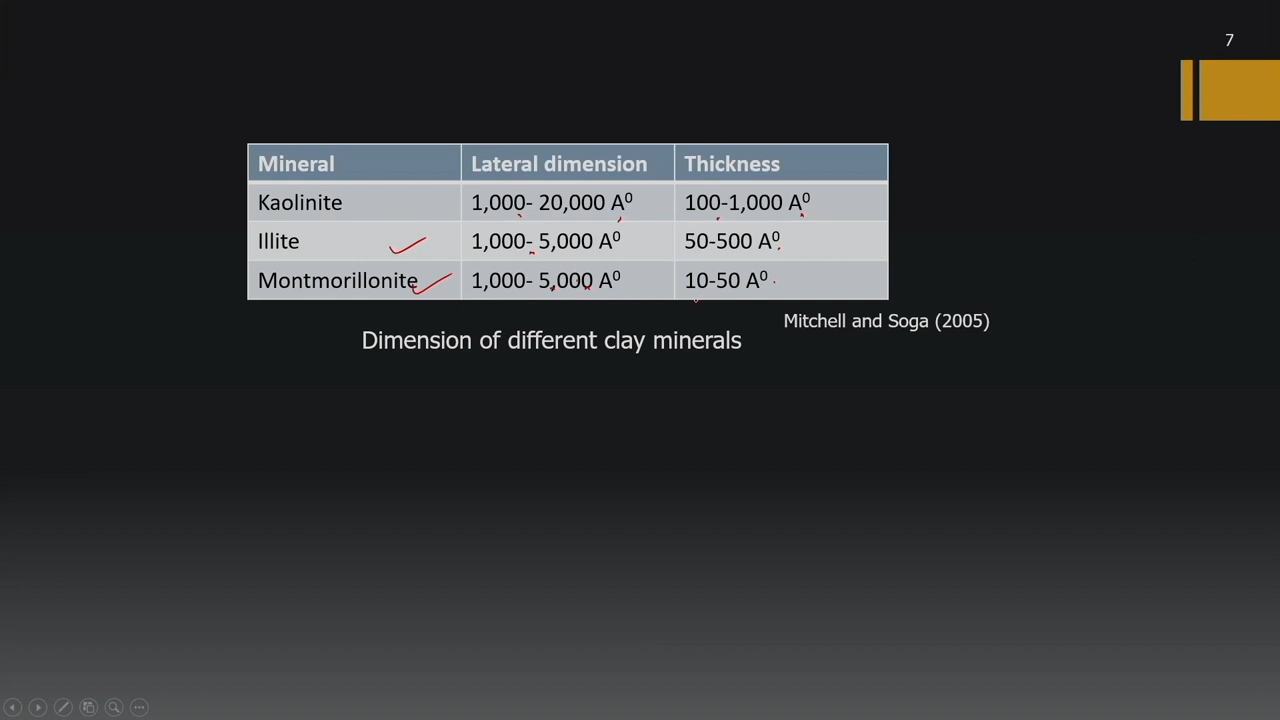 7
Mineral Lateral dimension Thickness
Kaolinite 1,000- 20,000 A⁰ 100-1,000 A⁰
Illite 1,000- 5,000 A⁰ 50-500 A⁰
Montmorillonite 1,000- 5,000 A⁰ 10-50 A⁰
Mitchell and Soga (2005)
Dimension of different clay minerals